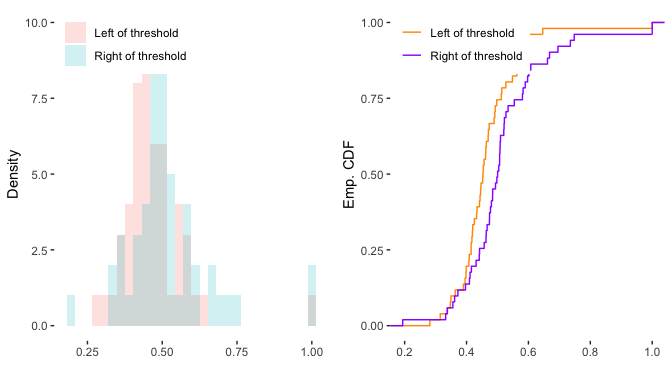 10.0
7.5
5.0
2.5
0.0
Density
Left of threshold
Right of threshold
0.25 0.50 0.75 1.00
1.00
0.75
0.50
0.25
0.00
Emp. CDF
Left of threshold
Right of threshold
0.2 0.4 0.6 0.8 1.0